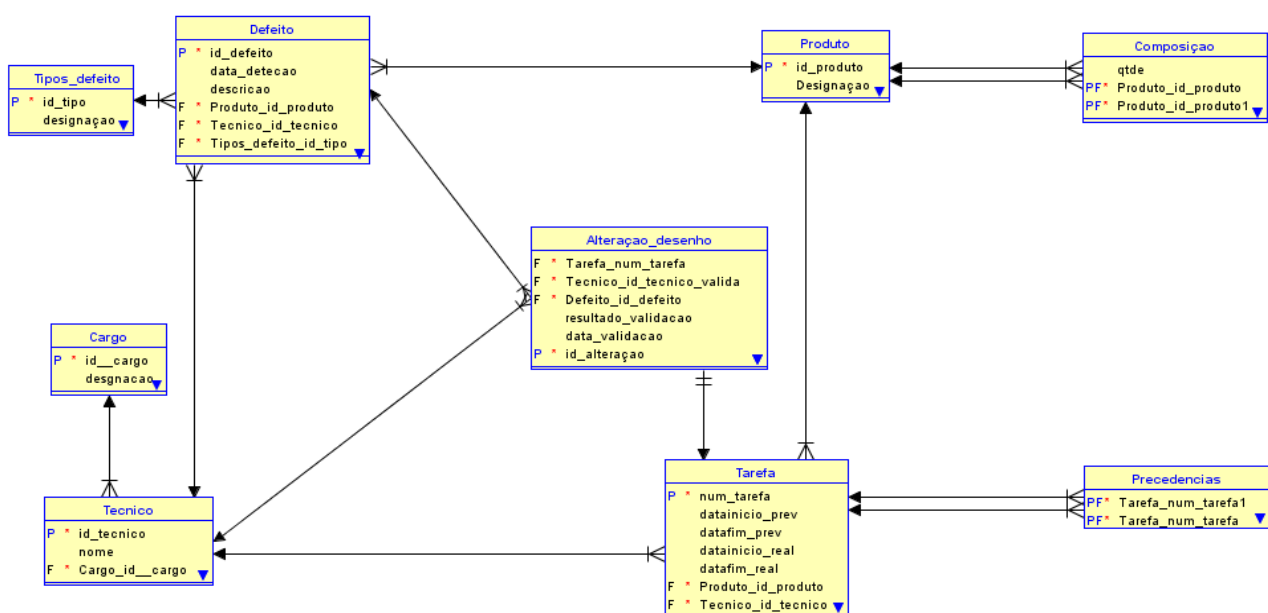 Defeito
P * id_defeito
data_detecao
descricao
F * Produto_id_produto
F * Tecnico_id_tecnico
F * Tipos_defeito_id_tipo
Tipos_defeito
P * id_tipo
designaçao
Produto
P * id_produto
Designaçao
Composiçao
qtde
PF* Produto_id_produto
PF* Produto_id_produto1
Alteraçao_desenho
F * Tarefa_num_tarefa
F * Tecnico_id_tecnico_valida
F * Defeito_id_defeito
resultado_validacao
data_validacao
P * id_alteraçao
Cargo
P * id__cargo
desgnacao
Tecnico
P * id_tecnico
nome
F * Cargo_id__cargo
Tarefa
P * num_tarefa
datainicio_prev
datafim_prev
datainicio_real
datafim_real
F * Produto_id_produto
F * Tecnico_id_tecnico
Precedencias
PF* Tarefa_num_tarefa1
PF* Tarefa_num_tarefa